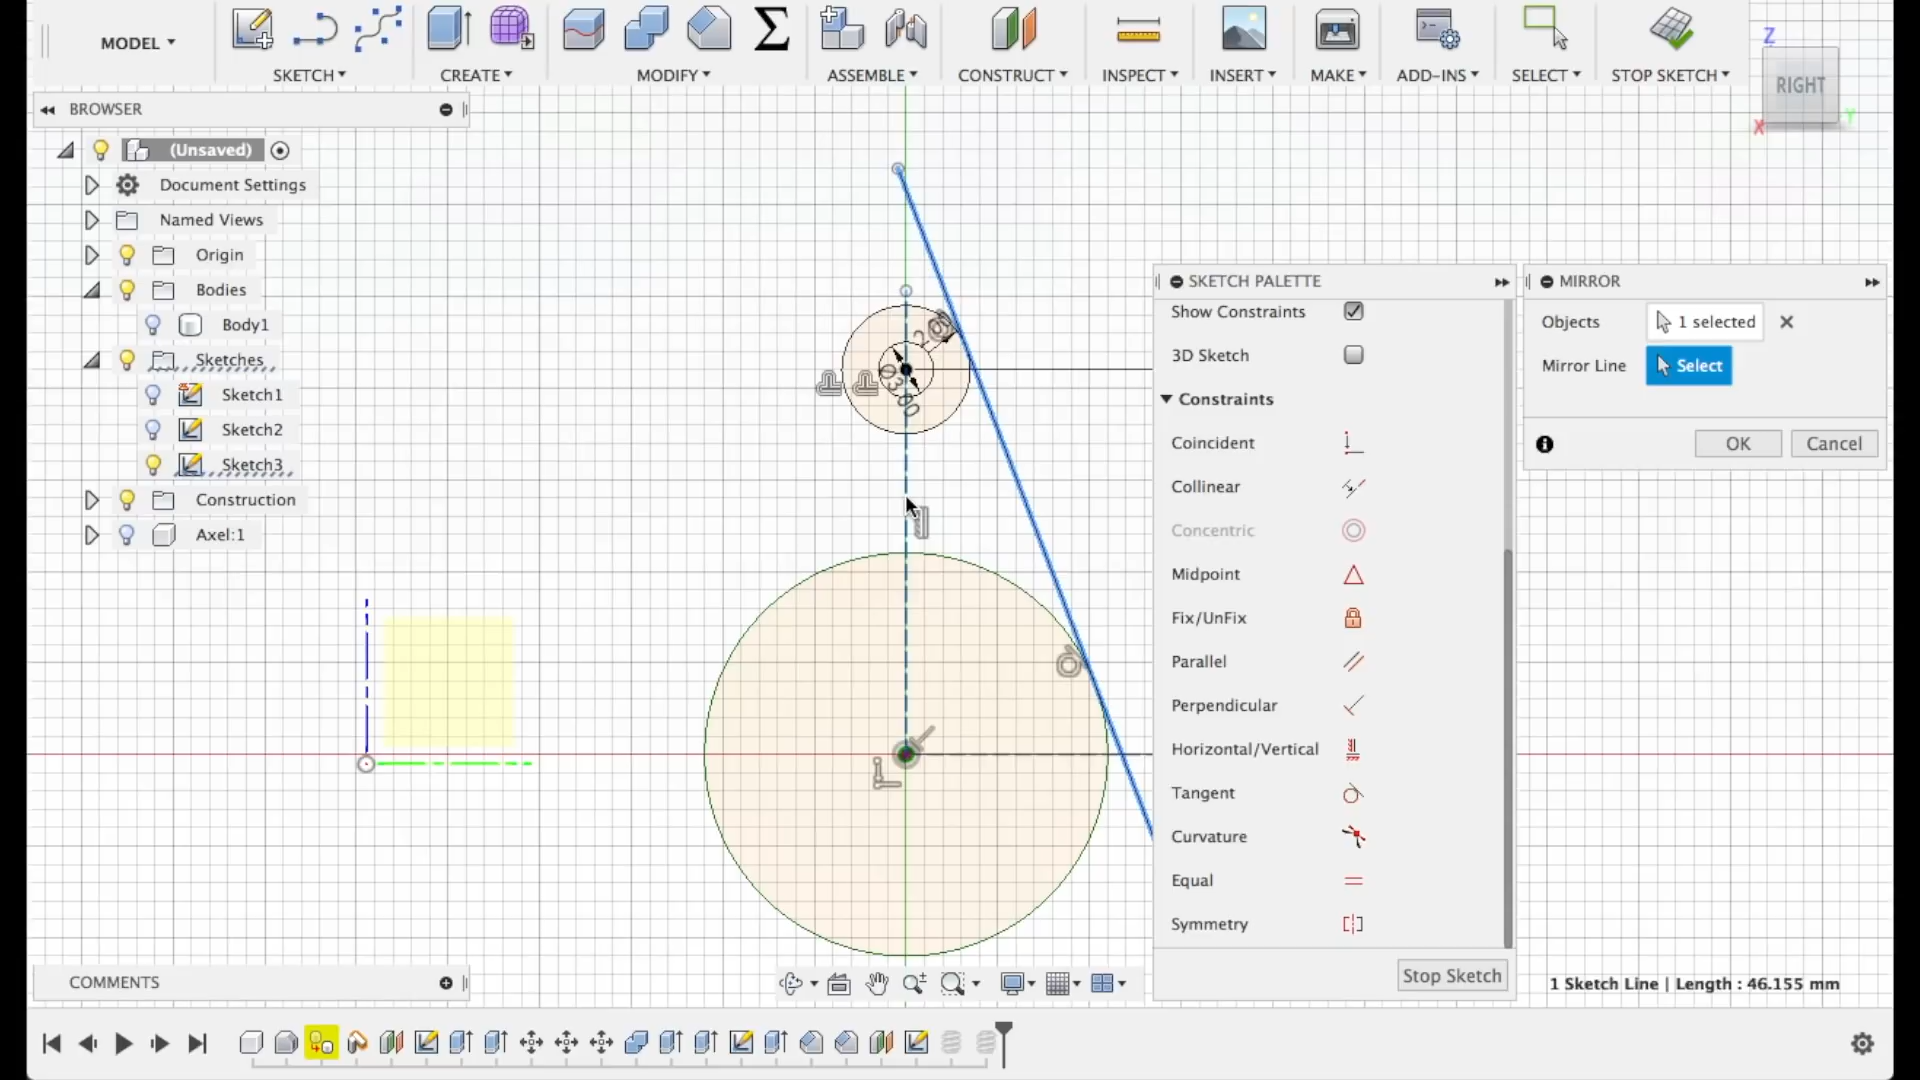 MODEL
SKETCH
CREATE
MODIFY
ASSEMBLE
CONSTRUCT
INSPECT
INSERT
MAKE
ADD-INS
SELECT
STOP SKETCH
Z
RIGHT
X
Y
BROWSER
(Unsaved)
Document Settings
Named Views
Origin
Bodies
Body1
Sketches
Sketch1
Sketch2
Sketch3
Construction
Axel:1
Ø3.00
SKETCH PALETTE
Show Constraints
3D Sketch
Constraints
Coincident
Collinear
Concentric
Midpoint
Fix/UnFix
Parallel
Perpendicular
Horizontal/Vertical
Tangent
Curvature
Equal
Symmetry
Stop Sketch
MIRROR
Objects
1 selected
Mirror Line
Select
OK
Cancel
COMMENTS
1 Sketch Line | Length : 46.155 mm